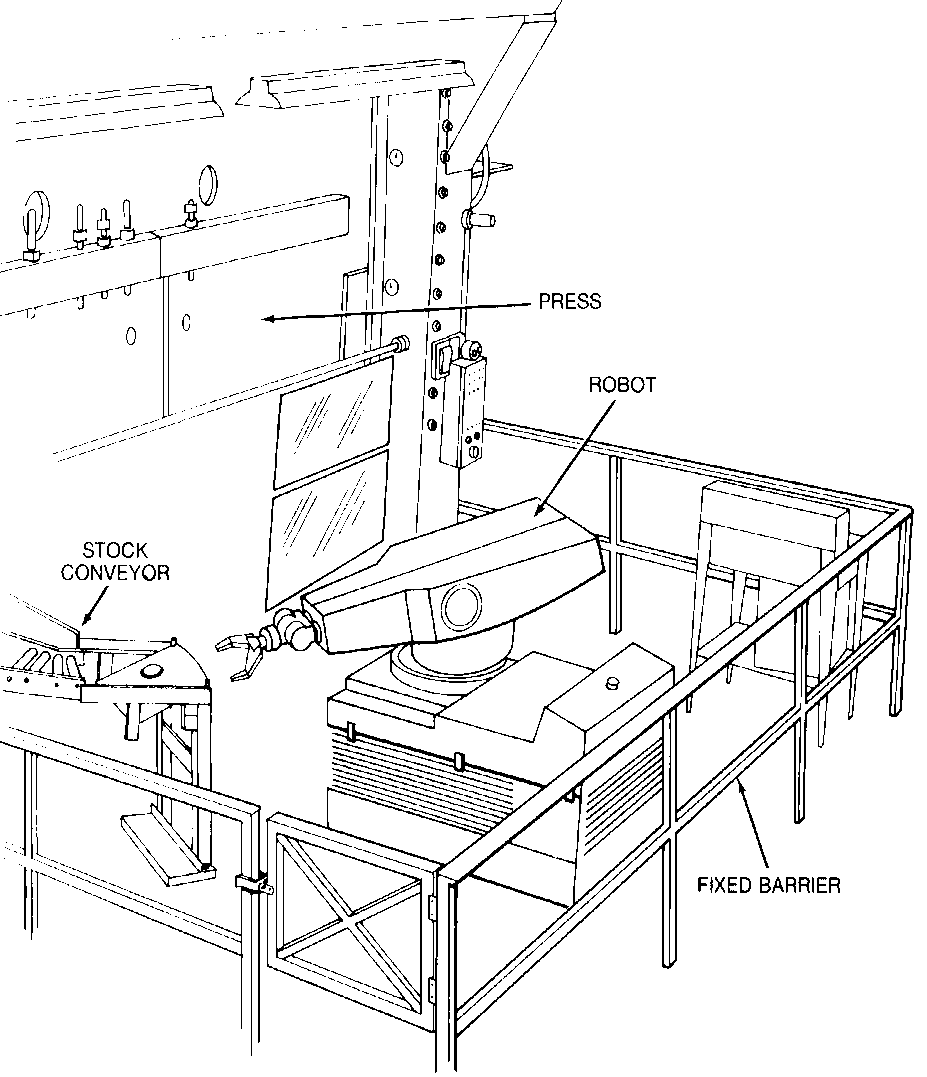 PRESS
ROBOT
STOCK
CONVEYOR
FIXED BARRIER